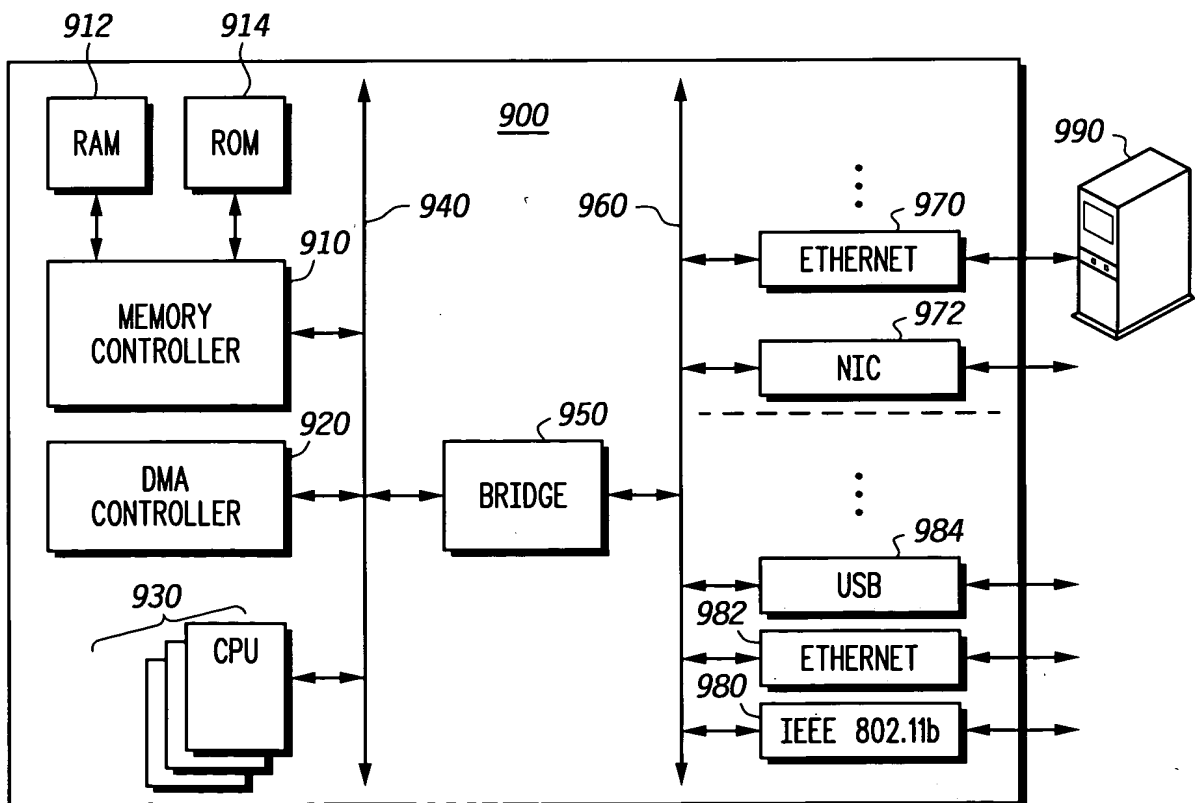 912
914
RAM
ROM
900
990
940
960
970
910
ETHERNET
MEMORY
CONTROLLER
972
NIC
920
950
DMA
CONTROLLER
BRIDGE
984
USB
930
982
CPU
ETHERNET
980
IEEE 802.11b